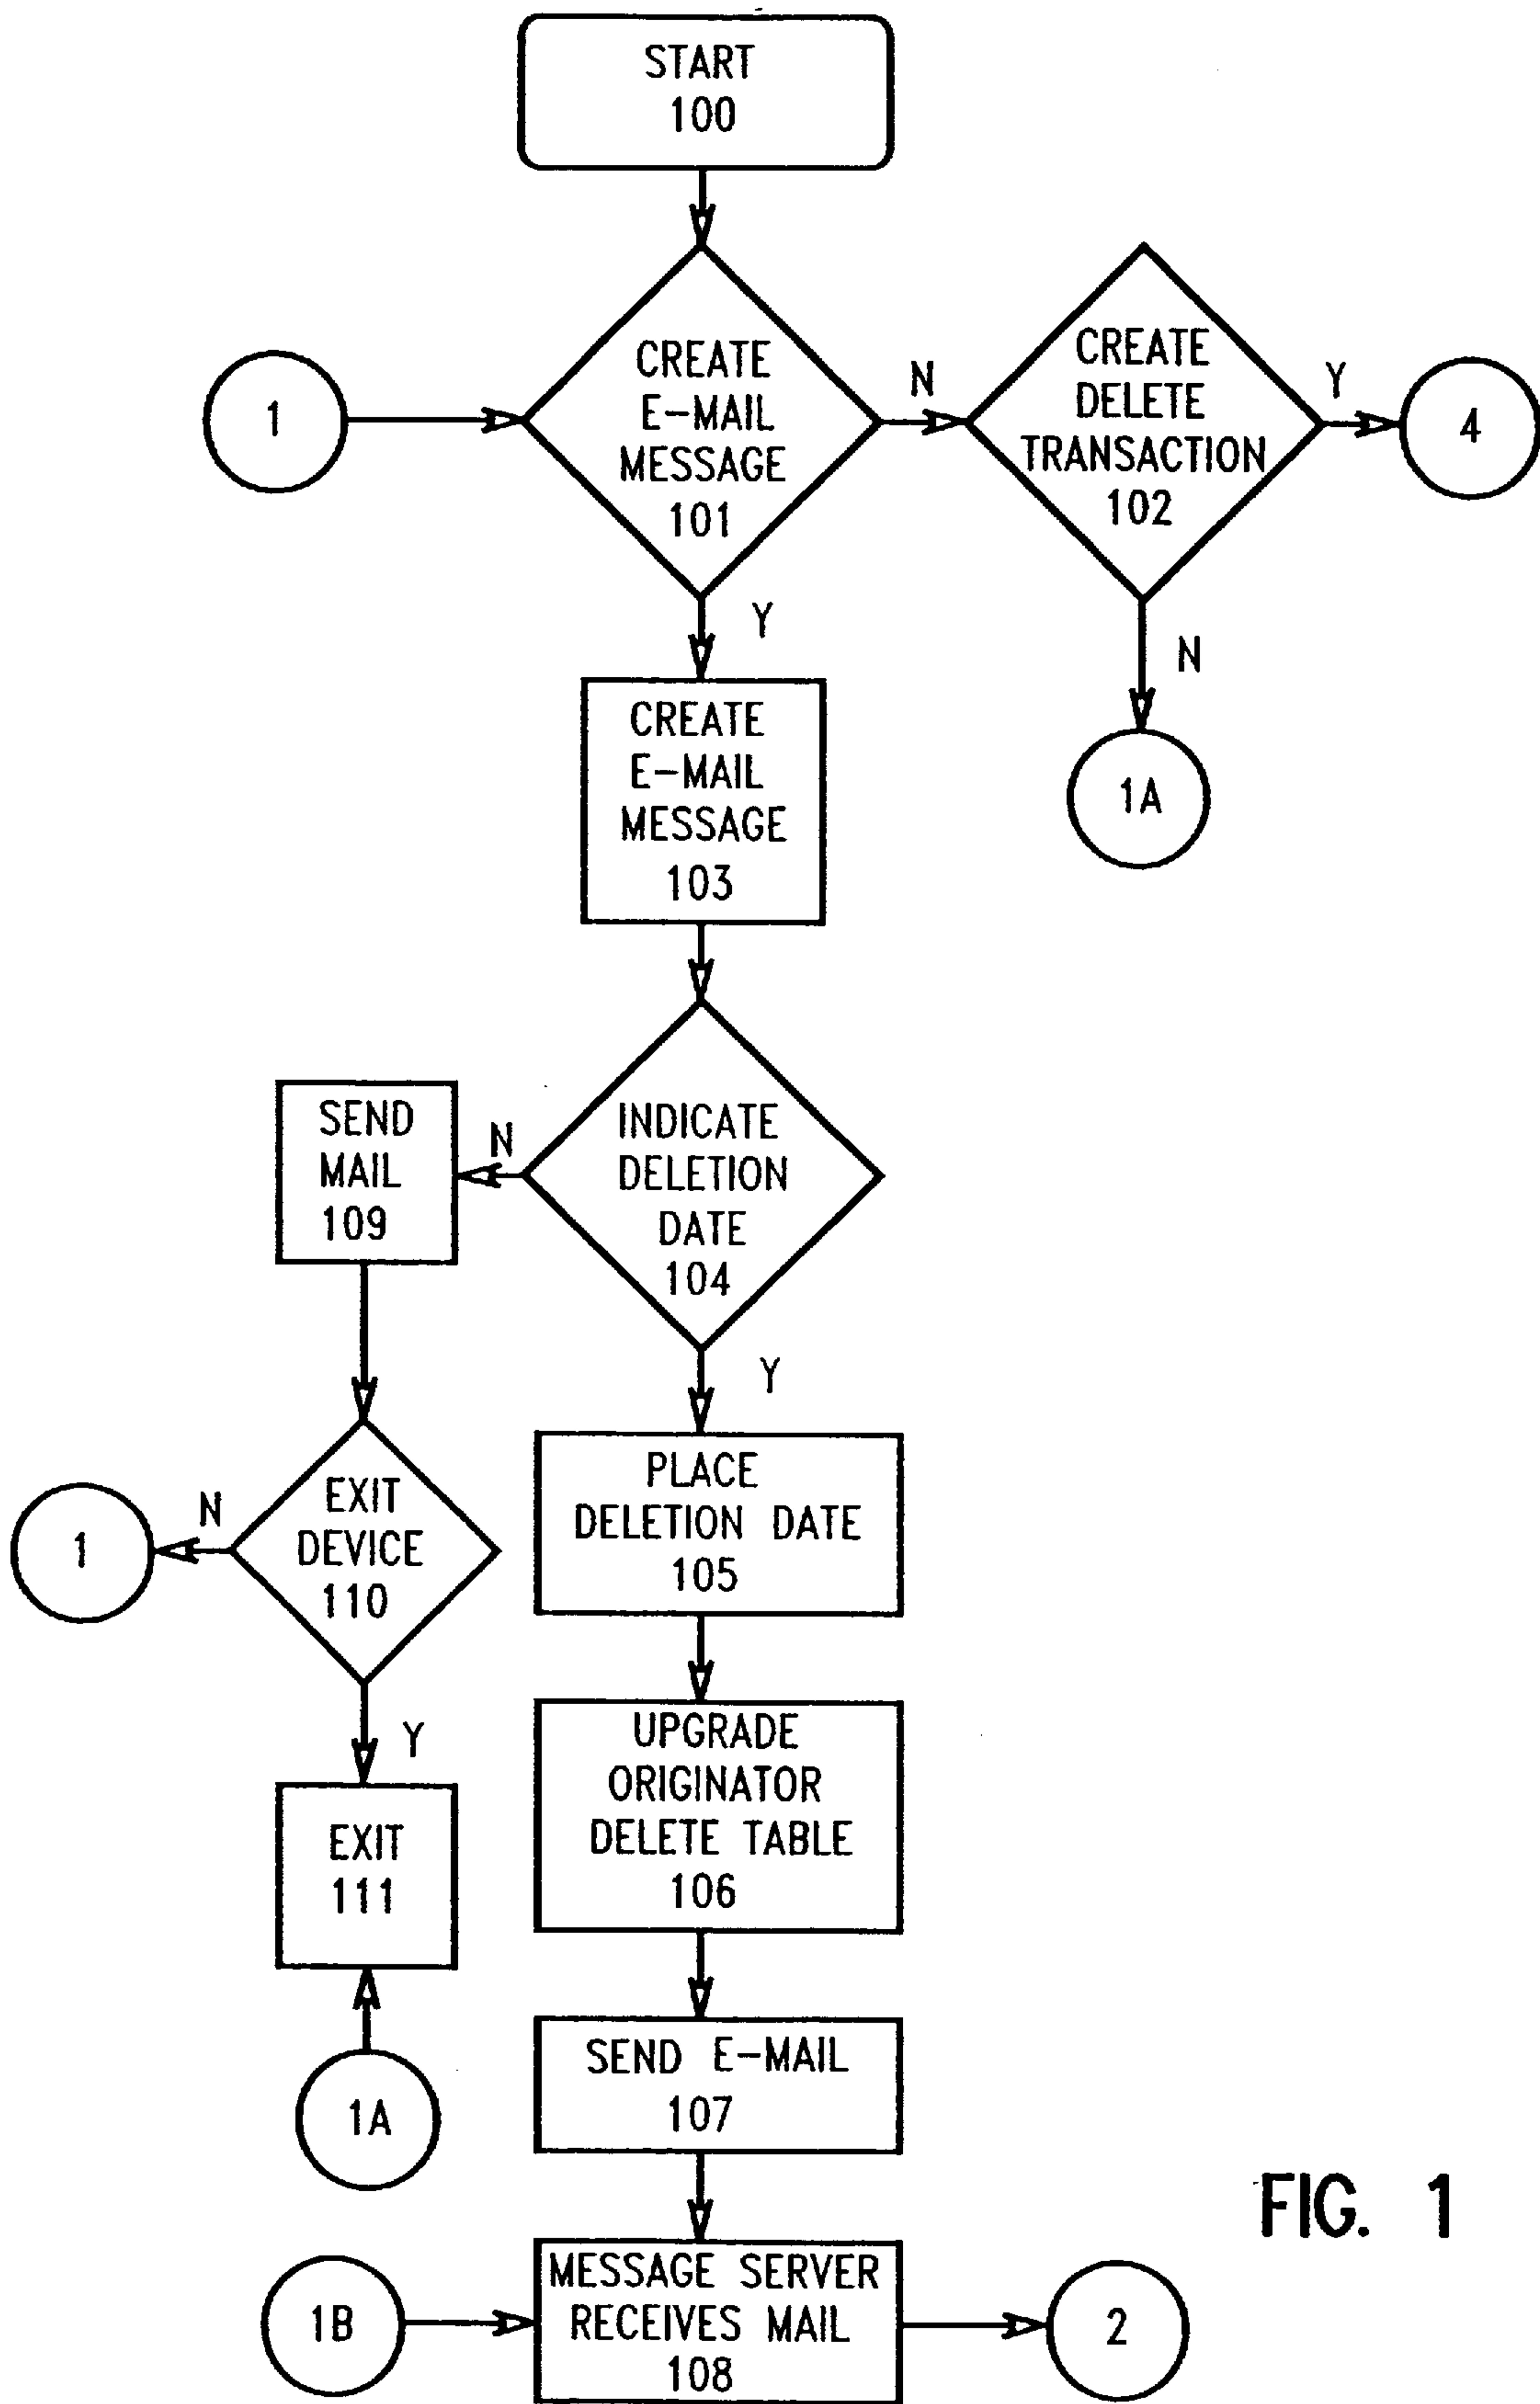 START
100
1
CREATE
E-MAIL
MESSAGE
101
N
CREATE
DELETE
TRANSACTION
102
Y
4
Y
N
1A
CREATE
E-MAIL
MESSAGE
103
SEND
MAIL
109
N
INDICATE
DELETION
DATE
104
Y
1
N
EXIT
DEVICE
110
Y
PLACE
DELETION DATE
105
UPGRADE
ORIGINATOR
DELETE TABLE
106
EXIT
111
1A
SEND E-MAIL
107
1B
MESSAGE SERVER
RECEIVES MAIL
108
2
FIG. 1